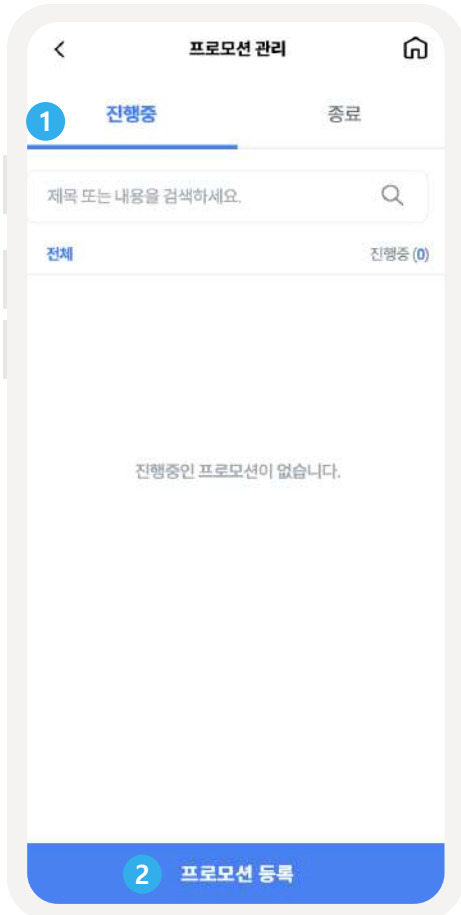 프로모션 관리
1 진행중 종료
제목 또는 내용을 검색하세요.
전체 진행중 (0)
진행중인 프로모션이 없습니다.
2 프로모션 등록